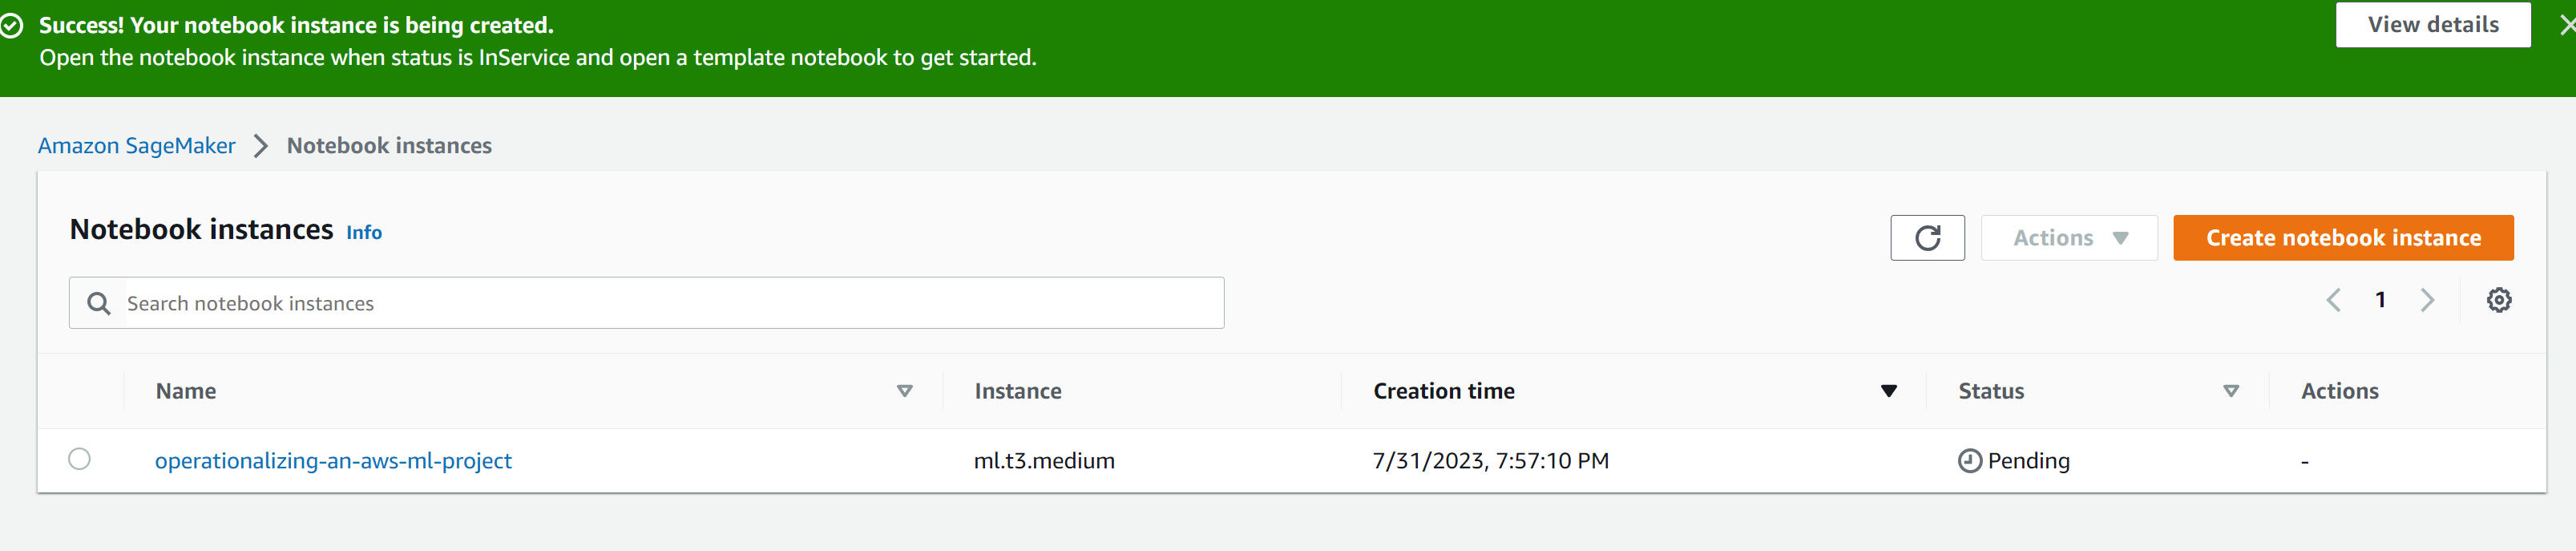 Success! Your notebook instance is being created.
View details
Open the notebook instance when status is InService and open a template notebook to get started.
Amazon SageMaker Notebook instances
Notebook instances Info
Actions
Create notebook instance
Search notebook instances
1
Name Instance Creation time Status Actions
operationalizing-an-aws-ml-project ml.t3.medium 7/31/2023, 7:57:10 PM Pending -